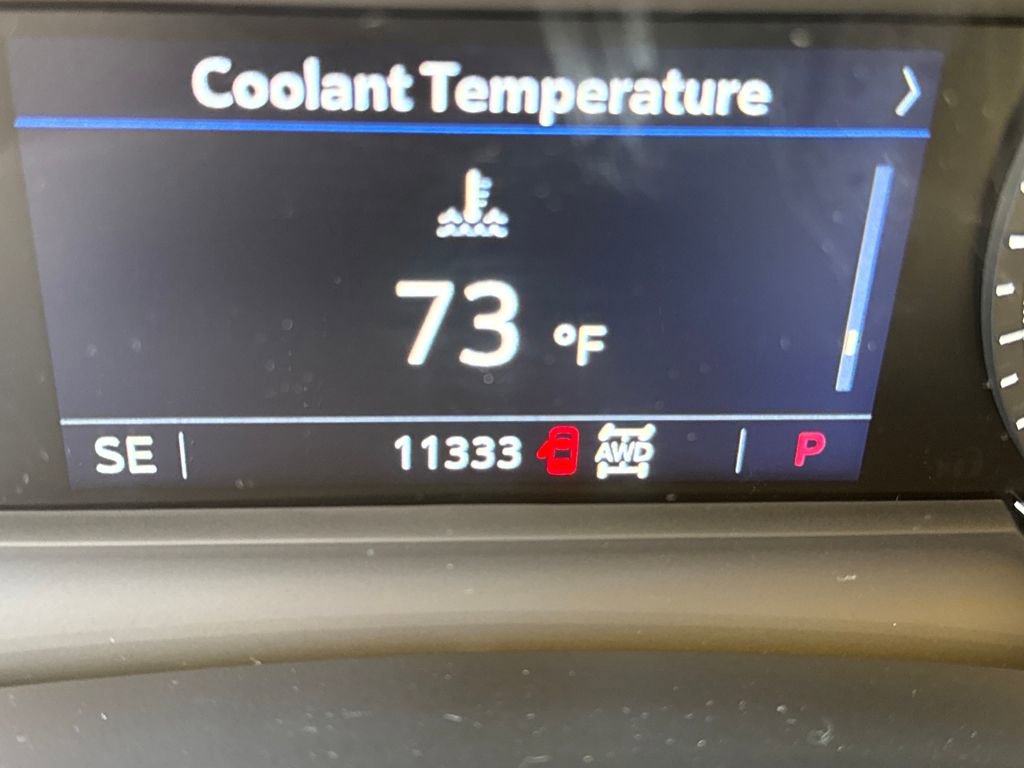 Coolant Temperature
73 °F
SE 11333 AWD P